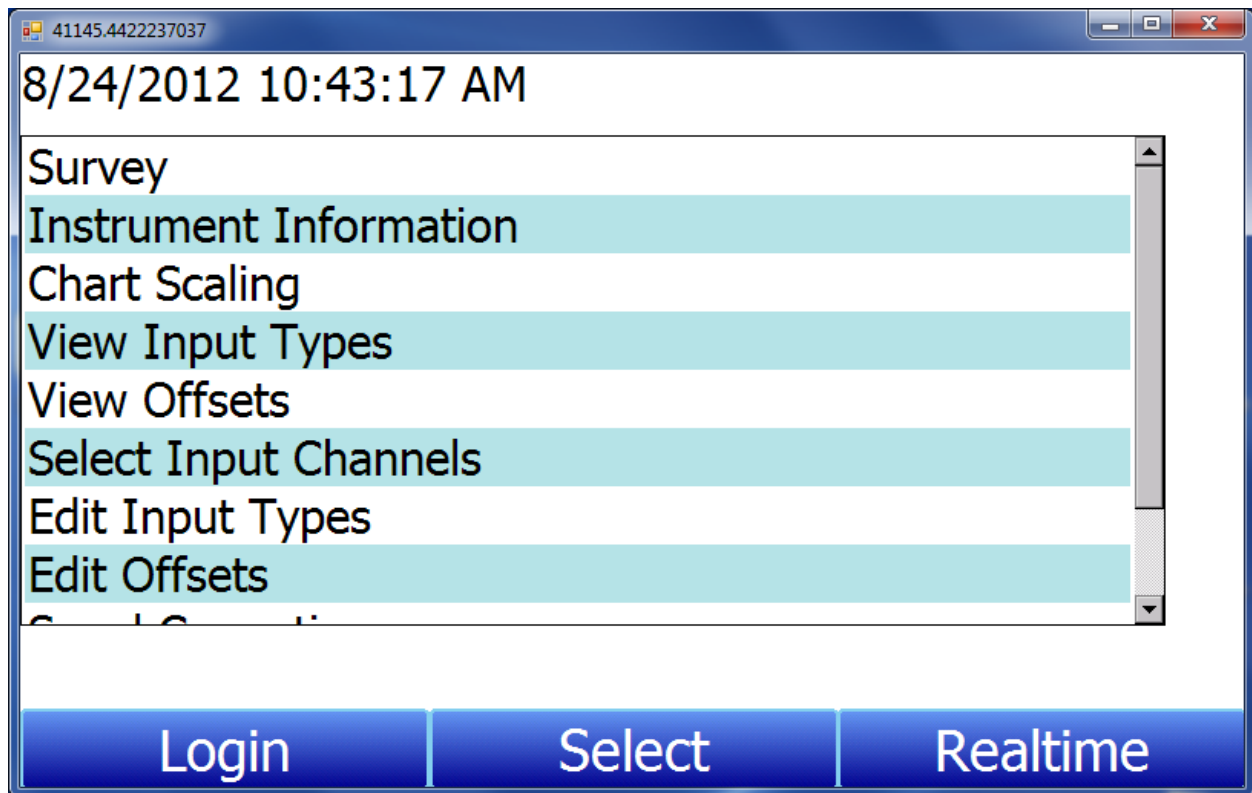 41145.4422237037
8/24/2012 10:43:17 AM
Survey
Instrument Information
Chart Scaling
View Input Types
View Offsets
Select Input Channels
Edit Input Types
Edit Offsets
Login Select Realtime